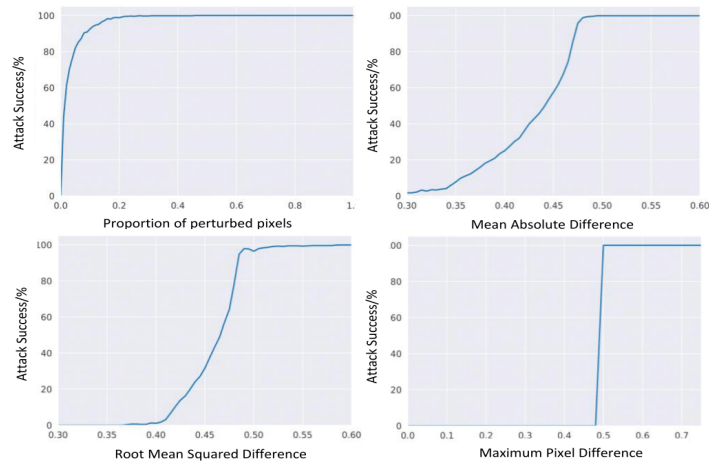 100
80
60
40
20
0
Attack Success/%
0.0 0.2 0.4 0.6 0.8 1.
Proportion of perturbed pixels
00
80
60
40
20
0
Attack Success/%
0.30 0.35 0.40 0.45 0.50 0.55 0.60
Mean Absolute Difference
100
80
60
40
20
0
Attack Success/%
0.30 0.35 0.40 0.45 0.50 0.55 0.60
Root Mean Squared Difference
00
80
60
40
20
0
Attack Success/%
0.0 0.1 0.2 0.3 0.4 0.5 0.6 0.7
Maximum Pixel Difference